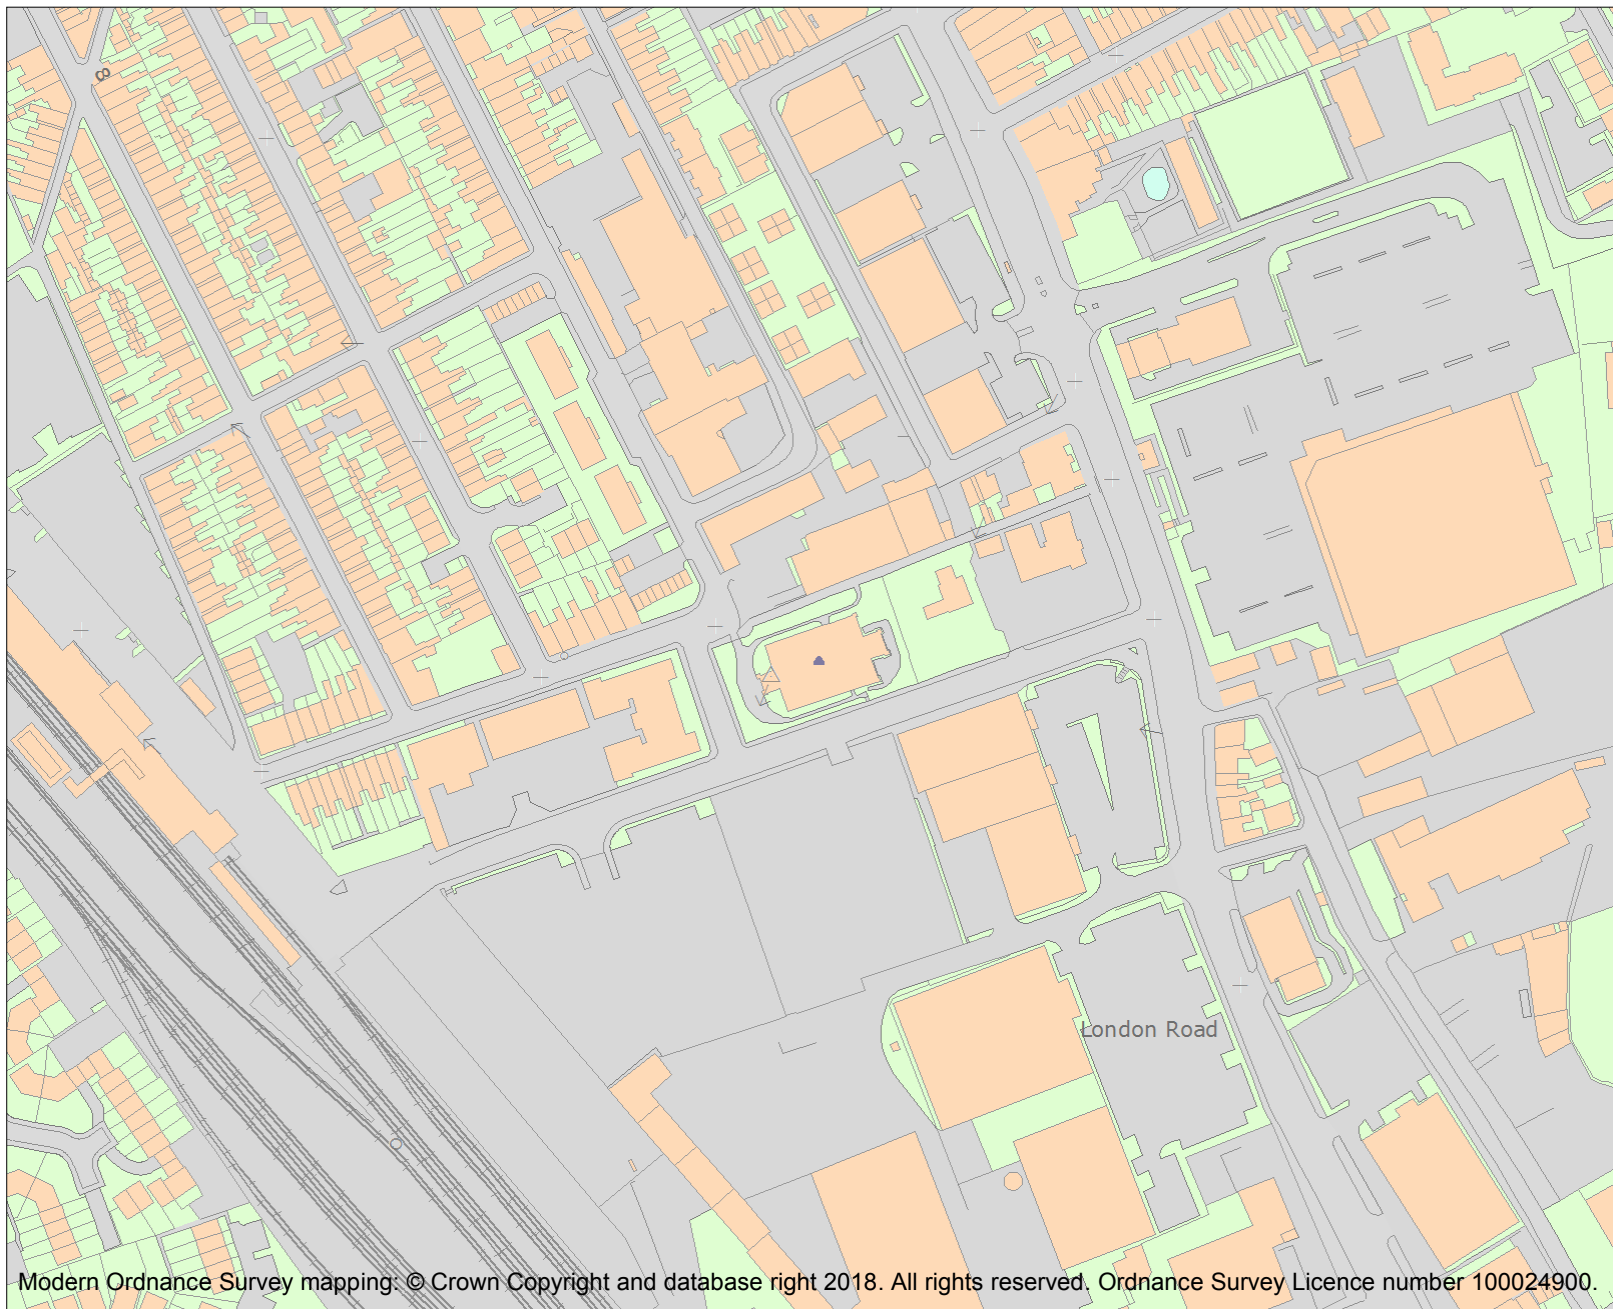 8
London Road
Modern Ordnance Survey mapping: © Crown Copyright and database right 2018. All rights reserved. Ordnance Survey Licence number 100024900.